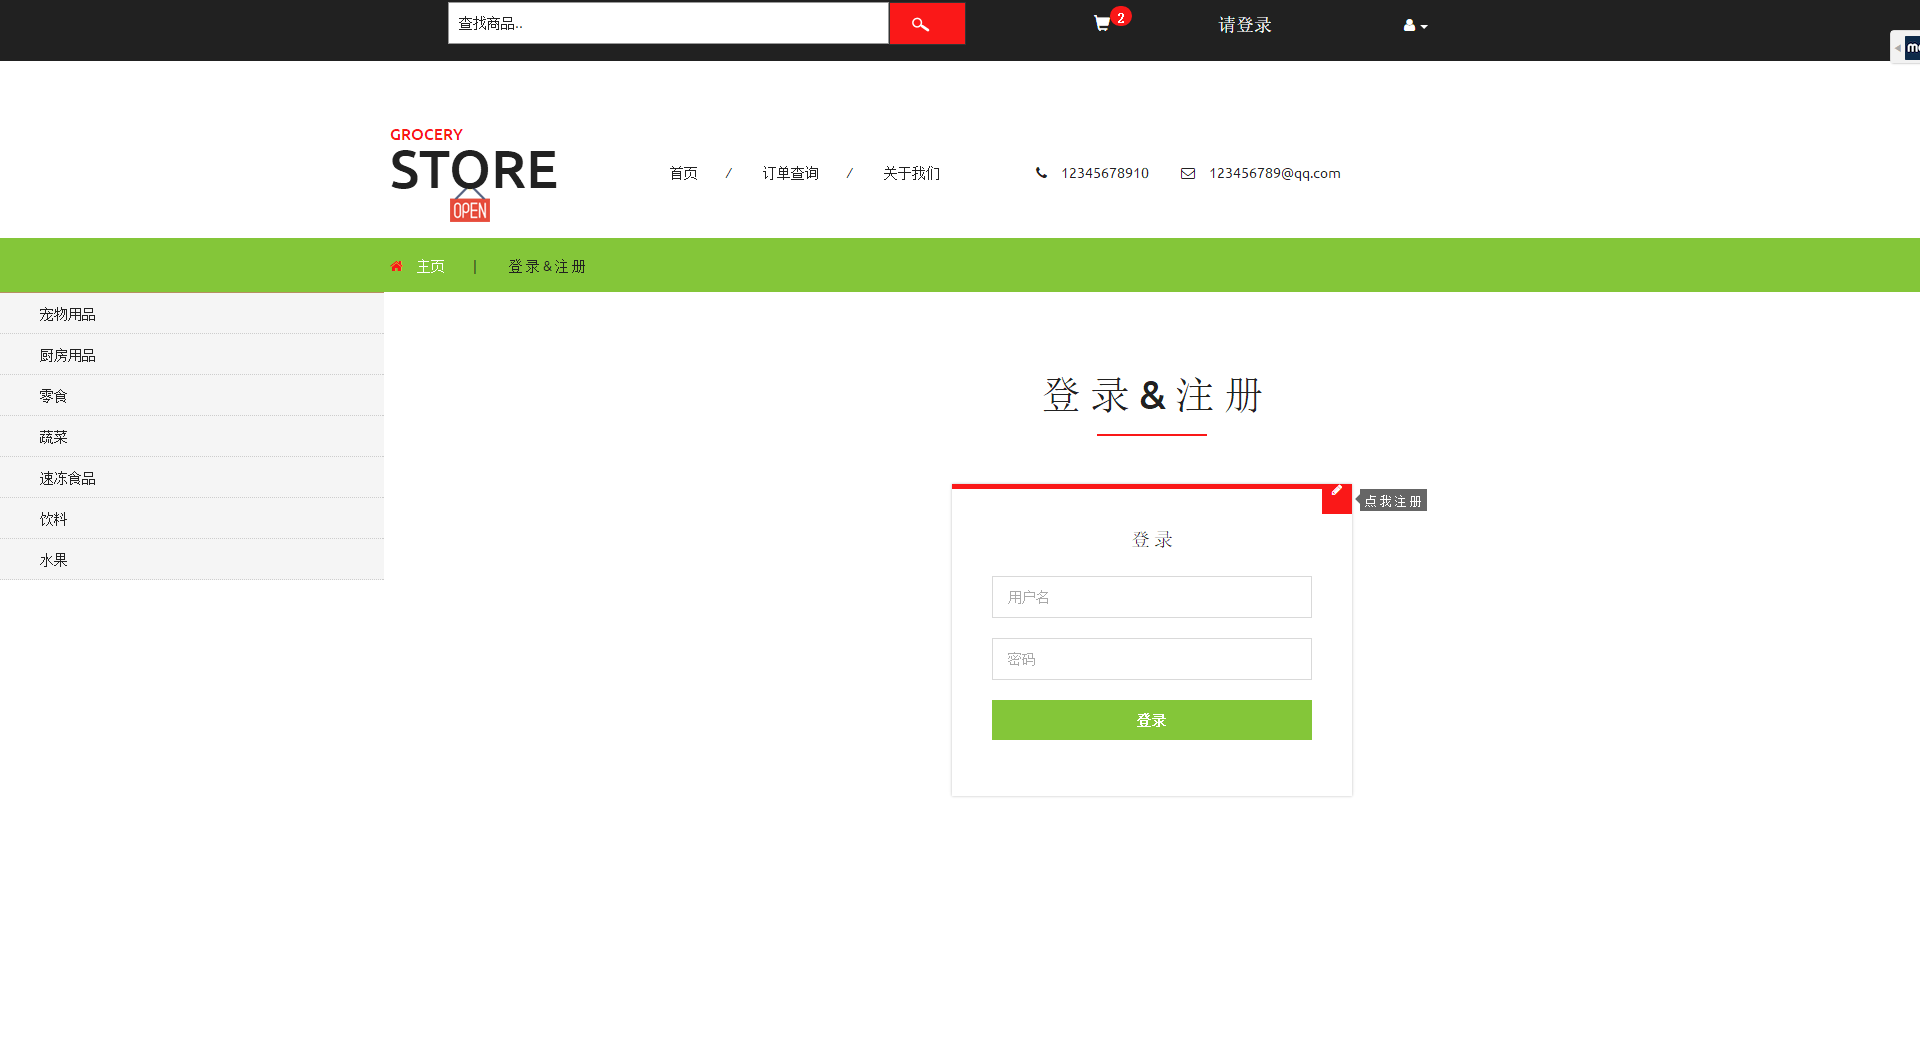 查找商品..
2
请登录
GROCERY
STORE
OPEN
首页 / 订单查询 / 关于我们
12345678910
123456789@qq.com
主页 | 登录&注册
宠物用品
厨房用品
零食
蔬菜
速冻食品
饮料
水果
登录&注册
点我注册
登录
用户名
密码
登录